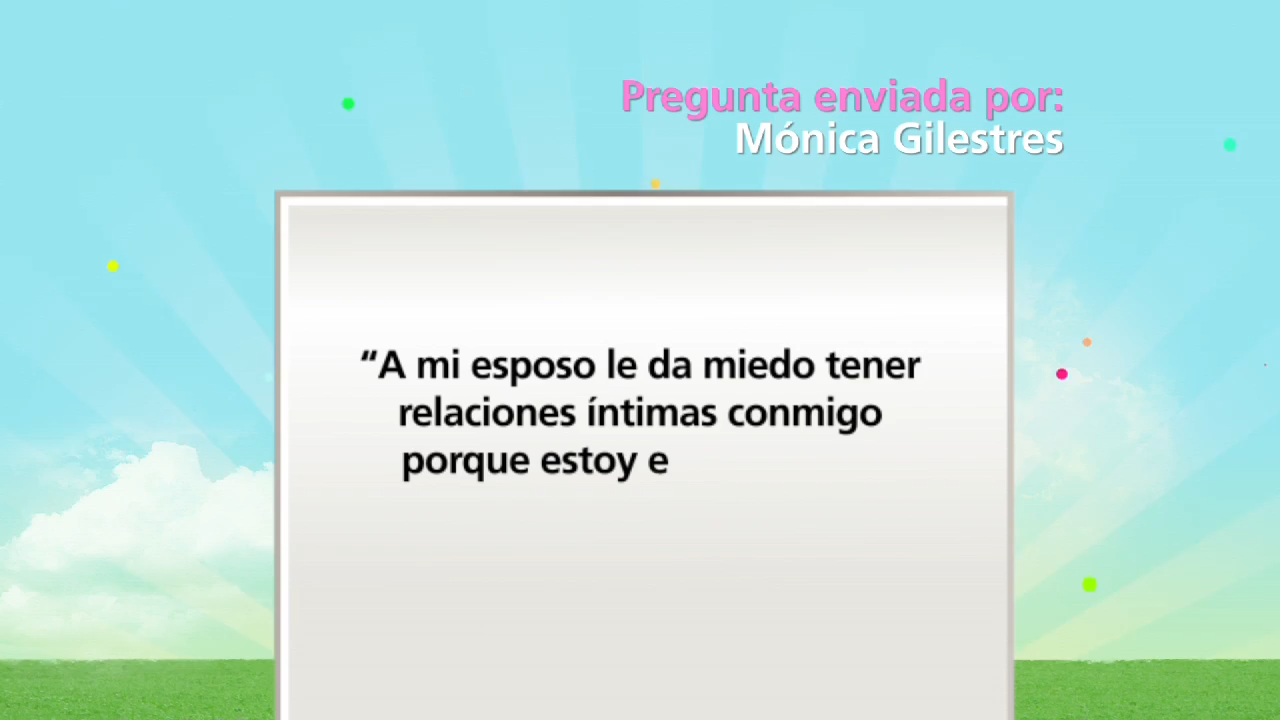 Pregunta enviada por:
Mónica Gilestres
“A mi esposo le da miedo tener
relaciones íntimas conmigo
porque estoy e